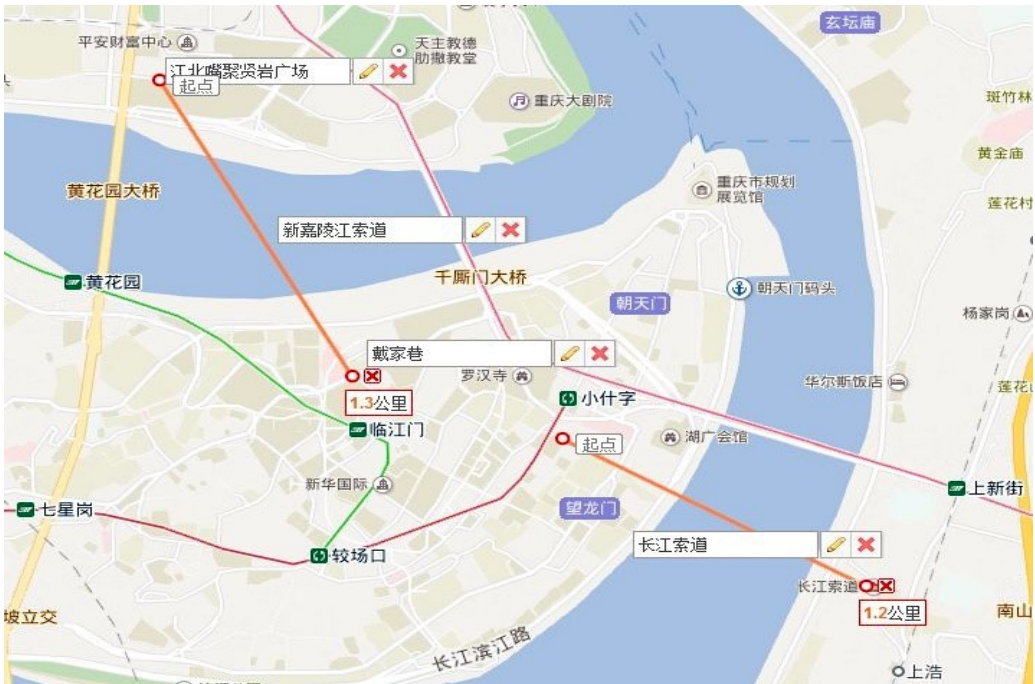 玄坛庙
平安财富中心
天主教德
肋撒教堂
江北嘴聚贤岩广场
起点
重庆大剧院
斑竹林
黄金庙
重庆市规划
展览馆
黄花园大桥
莲花村
新嘉陵江索道
黄花园
千厮门大桥
朝天门
朝天门码头
杨家岗
戴家巷
罗汉寺
华尔斯饭店
莲花山
1.3公里
小什字
临江门
起点
湖广会馆
新华国际
上新街
七星岗
望龙门
长江索道
较场口
长江索道
1.2公里
南山
坡立交
长江滨江路
上浩